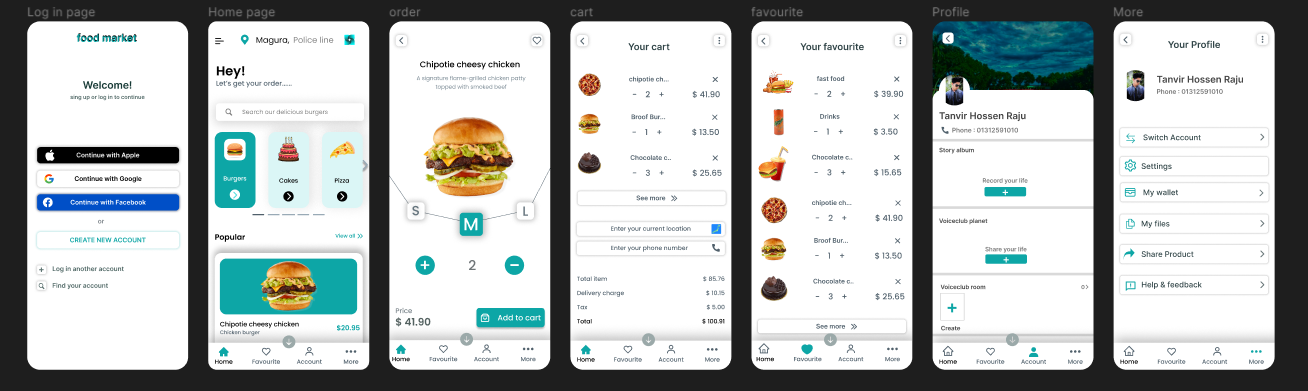 Log in page
food market
Welcome!
sing up or log in to continue
Continue with Apple
Continue with Google
Continue with Facebook
or
CREATE NEW ACCOUNT
Log in another account
Find your account
Home page
Magura, Police line
Hey!
Let's get your order......
Search our delicious burgers
Burgers
Cakes
Pizza
Popular
View all
Chipotle cheesy chicken
Chicken burger
$20.95
Home
Favourite
Account
More
order
Chipotie cheesy chicken
A signature flame-grilled chicken patty
topped with smoked beef
S
M
L
+ 2 −
Price
$ 41.90
Add to cart
Home
Favourite
Account
More
cart
Your cart
chipotie ch...
- 2 + $ 41.90
Broof Bur...
- 1 + $ 13.50
Chocolate c..
- 3 + $ 25.65
See more
Enter your current location
Enter your phone number
Total item $ 85.76
Delivery charge $ 10.15
Tax $ 5.00
Total $ 100.91
Home
Favourite
Account
More
favourite
Your favourite
fast food
- 2 + $ 39.90
Drinks
- 1 + $ 3.50
Chocolate c..
- 3 + $ 15.65
chipotie ch...
- 2 + $ 41.90
Broof Bur...
- 1 + $ 13.50
Chocolate c..
- 3 + $ 25.65
See more
Home
Favourite
Account
More
Profile
Tanvir Hossen Raju
Phone : 01312591010
Story album
Record your life
+
Voiceclub planet
Share your life
+
Voiceclub room
0
+
Create
Home
Favourite
Account
More
More
Your Profile
Tanvir Hossen Raju
Phone : 01312591010
Switch Account
Settings
My wallet
My files
Share Product
Help & feedback
Home
Favourite
Account
More